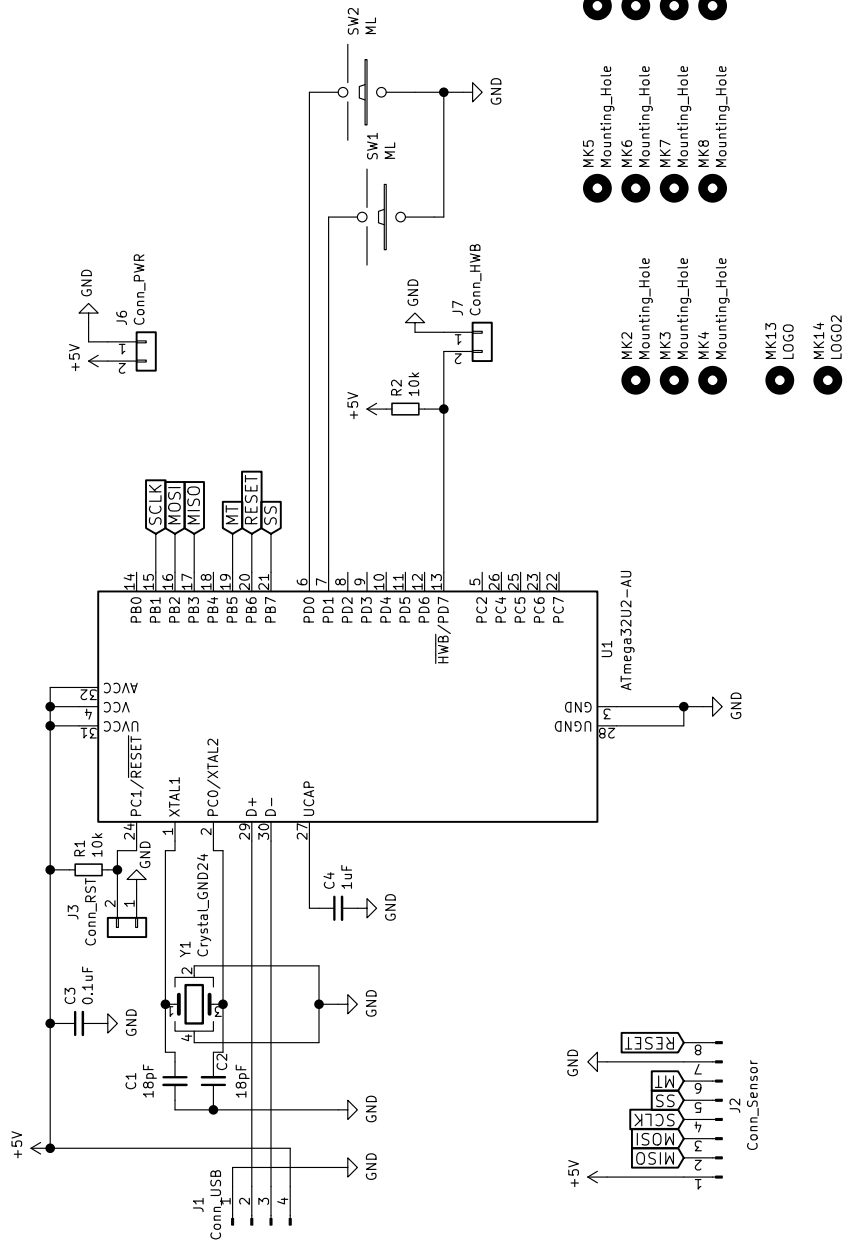 SW2
ML
SW1
ML
GND
MK5
Mounting_Hole
MK6
Mounting_Hole
MK7
Mounting_Hole
MK8
Mounting_Hole
MK2
Mounting_Hole
MK3
Mounting_Hole
MK4
Mounting_Hole
MK13
LOGO
MK14
LOGO2
GND
+5V
J6
Conn_PWR
1
2
GND
J7
Conn_HWB
1
2
+5V
R2
10k
SCLK
MOSI
MISO
MT
RESET
SS
PB0 14
PB1 15
PB2 16
PB3 17
PB4 18
PB5 19
PB6 20
PB7 21
PD0 6
PD1 7
PD2 8
PD3 9
PD4 10
PD5 11
PD6 12
HWB/PD7 13
PC2 5
PC4 26
PC5 25
PC6 23
PC7 22
U1
ATmega32U2-AU
AVCC 32
VCC 4
UVCC 31
GND 3
UGND 28
GND
24 PC1/RESET
1 XTAL1
2 PC0/XTAL2
29 D+
30 D-
27 UCAP
R1
10k
GND
J3
Conn_RST
2
1
C4
1uF
GND
Y1
Crystal_GND24
1
2
3
4
GND
C3
0.1uF
GND
C1
18pF
C2
18pF
GND
+5V
GND
J1
Conn_USB
1
2
3
4
GND
+5V
RESET
MT
SS
SCLK
MOSI
MISO
8
7
6
5
4
3
2
1
J2
Conn_Sensor